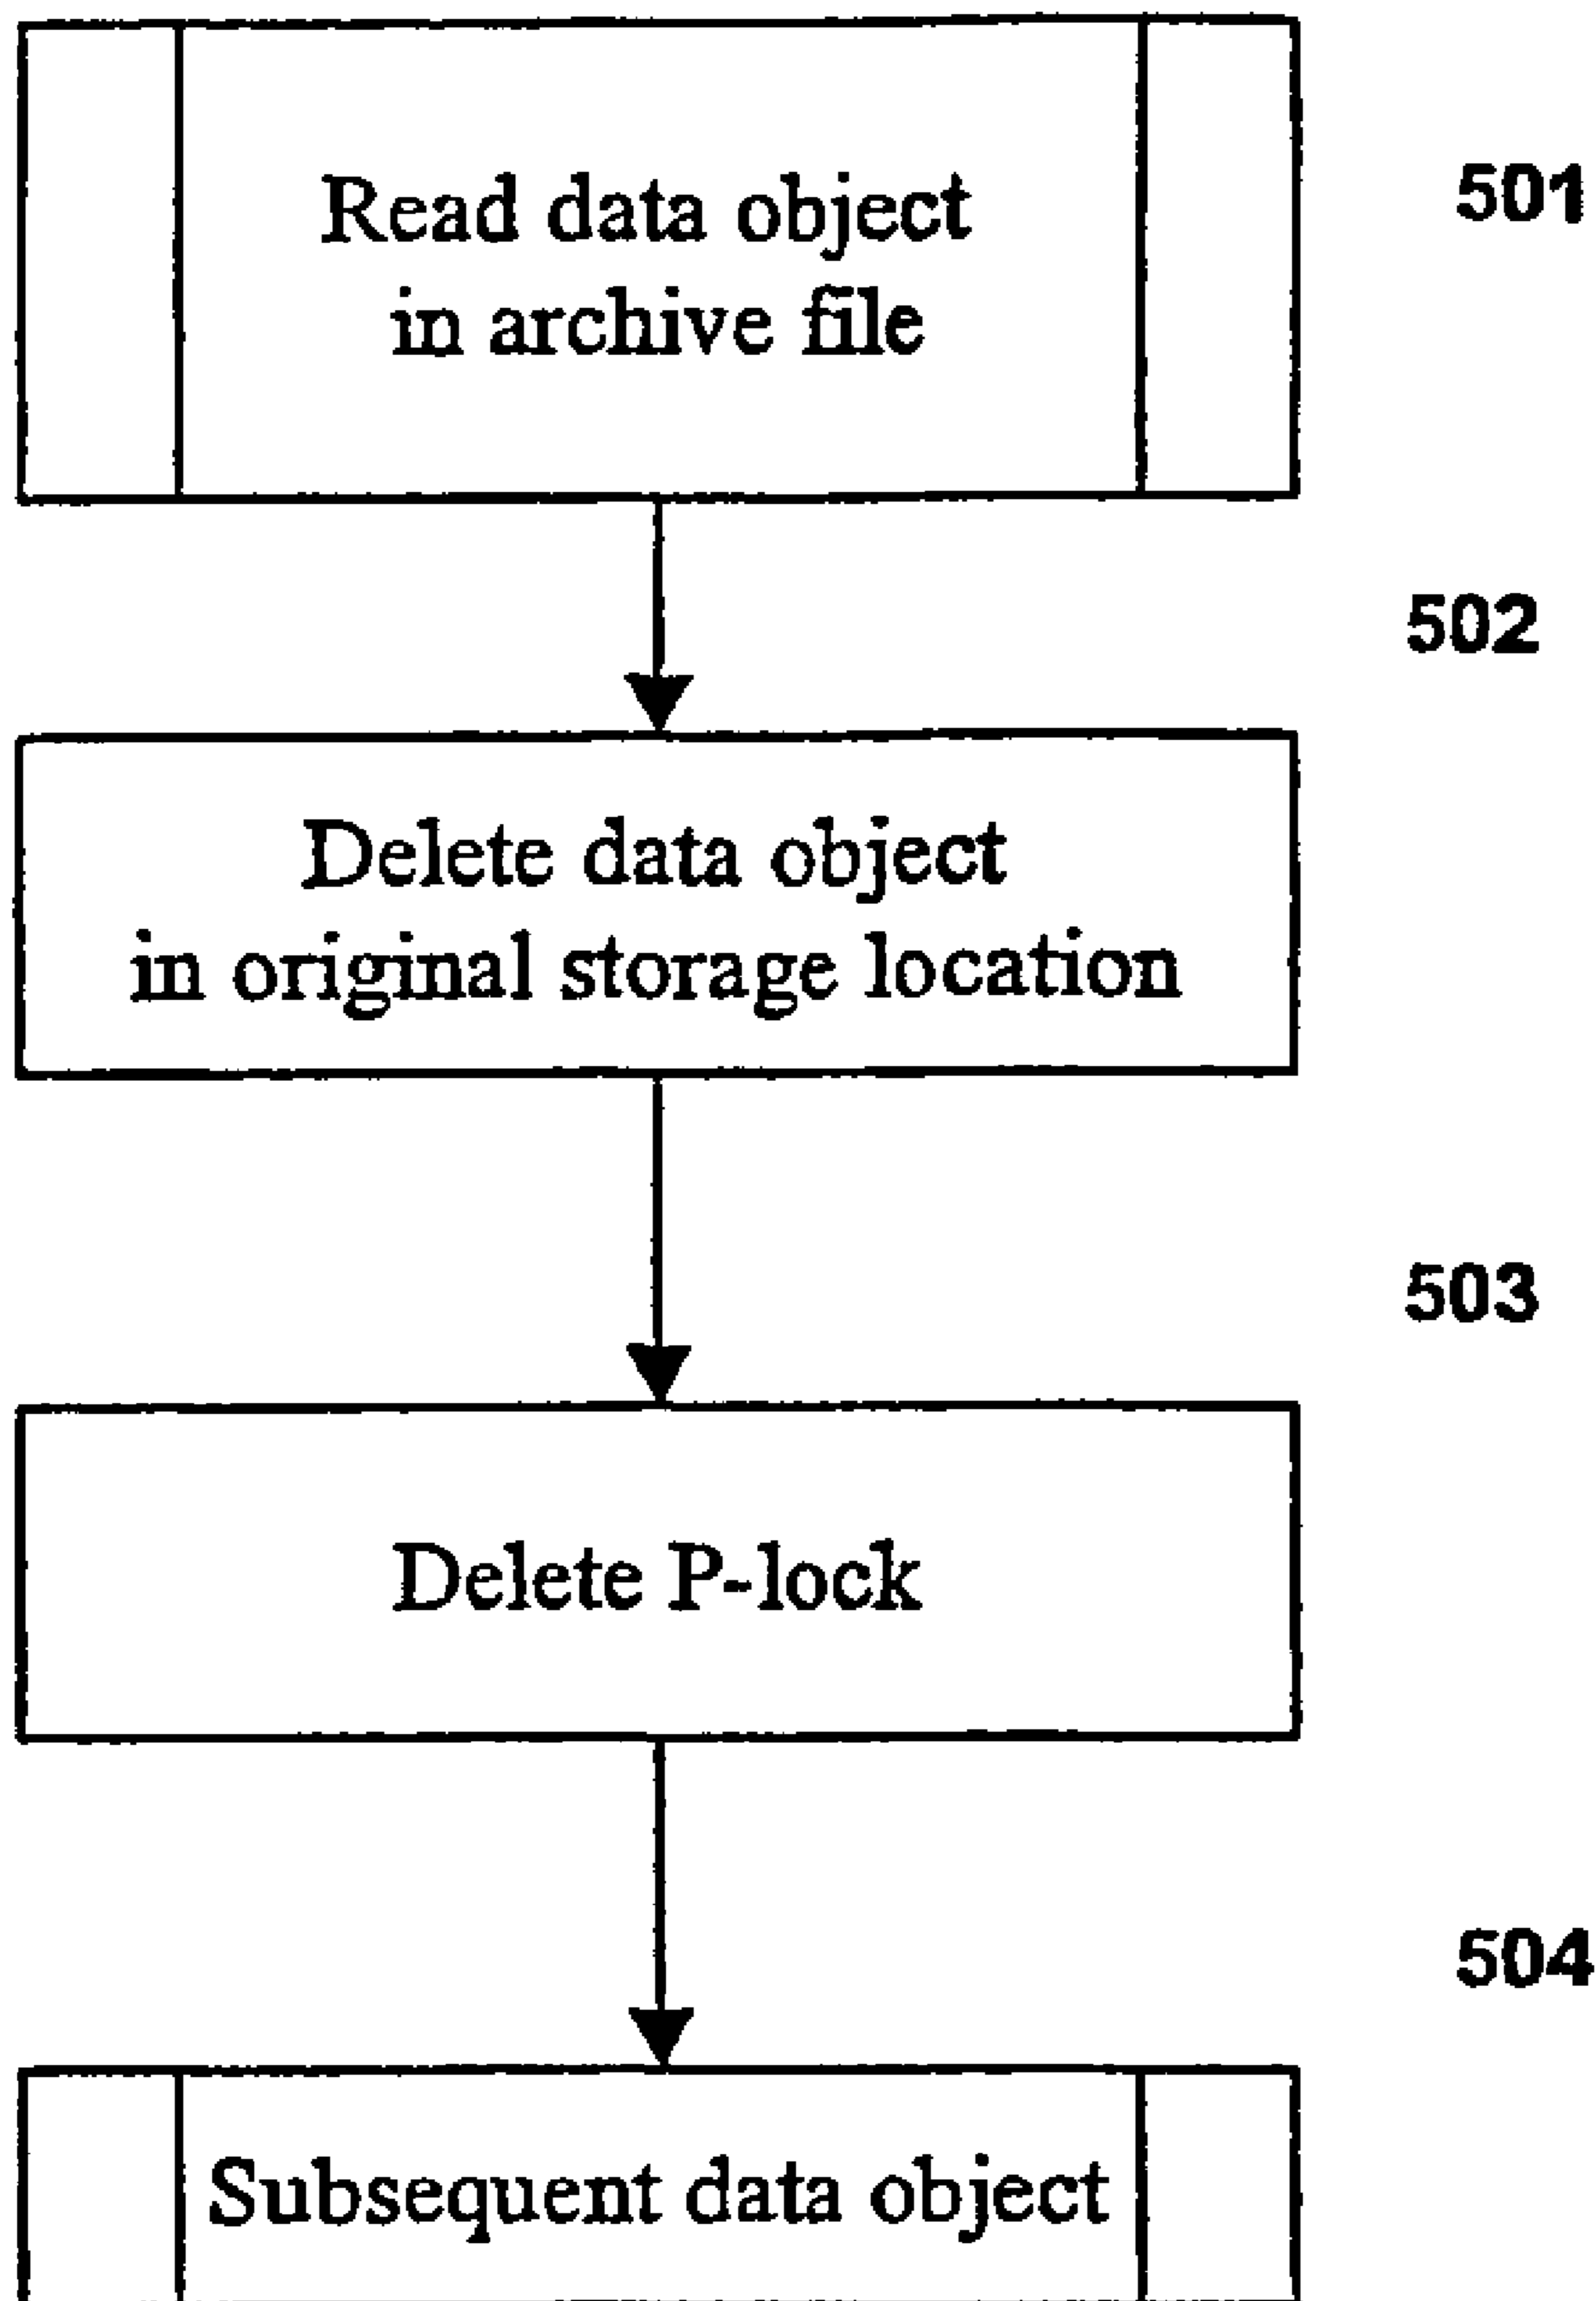 Read data object
in archive file
501
502
Delete data object
in original storage location
503
Delete P-lock
504
Subsequent data object